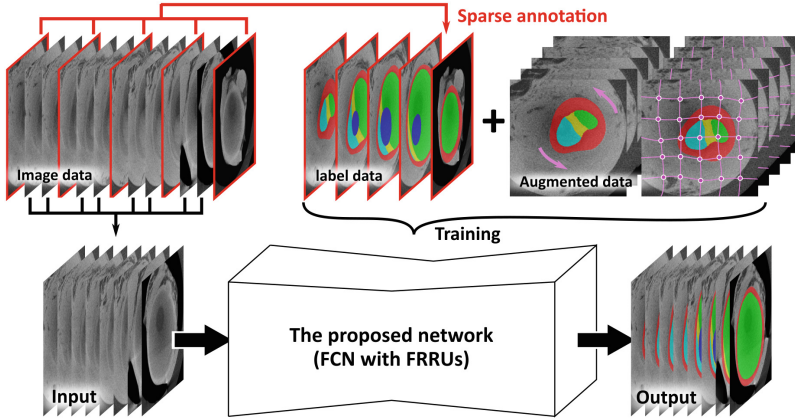 Sparse annotation
Image data
label data
Augmented data
Training
The proposed network
(FCN with FRRUs)
Input
Output